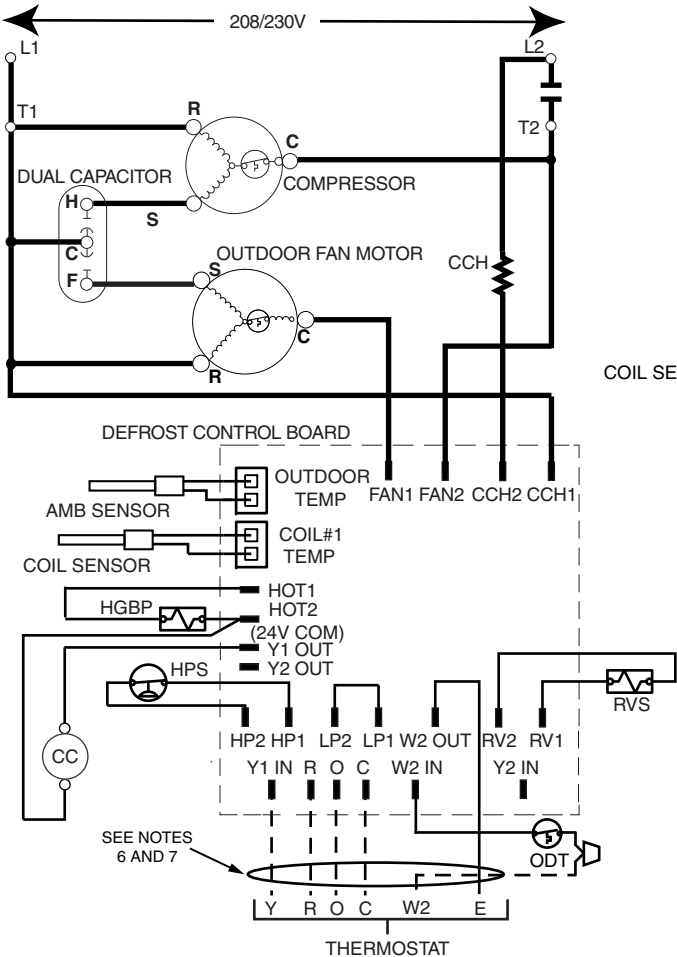 208/230V
L1
L2
T1
R
C
T2
DUAL CAPACITOR
COMPRESSOR
H
S
C
OUTDOOR FAN MOTOR
F
S
CCH
C
R
COIL SE
DEFROST CONTROL BOARD
OUTDOOR
TEMP
FAN1 FAN2 CCH2 CCH1
AMB SENSOR
COIL#1
TEMP
COIL SENSOR
HOT1
HGBP
HOT2
(24V COM)
Y1 OUT
Y2 OUT
HPS
RVS
HP2 HP1 LP2 LP1 W2 OUT RV2 RV1
CC
Y1 IN R O C W2 IN Y2 IN
SEE NOTES
6 AND 7
ODT
Y R O C W2 E
THERMOSTAT